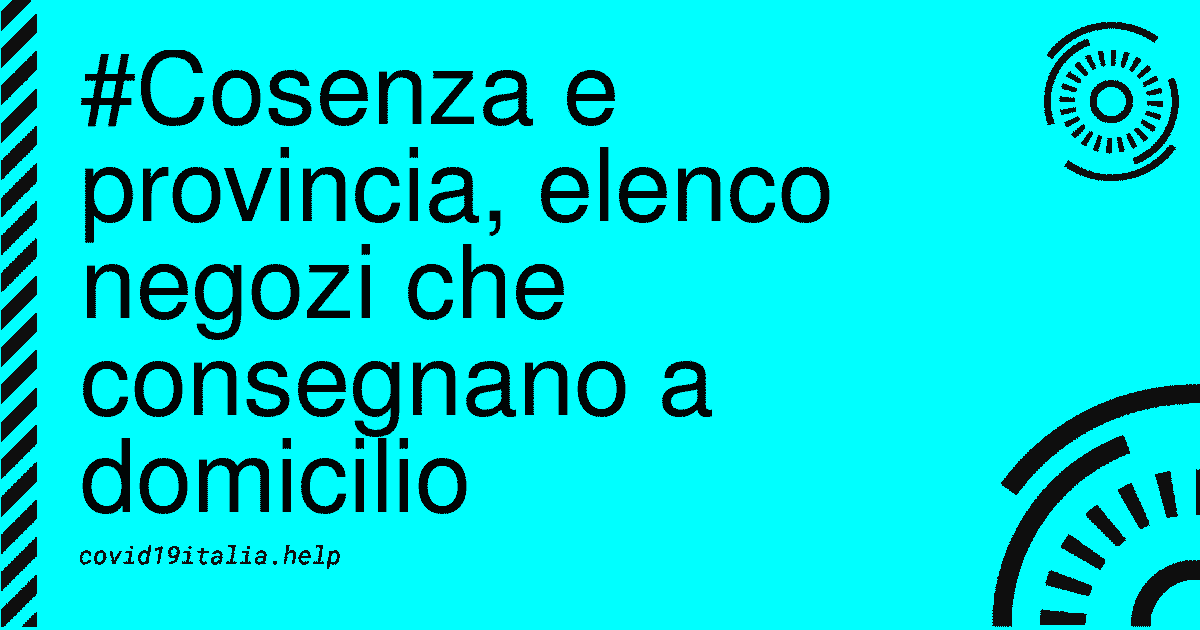 #Cosenza e
provincia, elenco
negozi che
consegnano a
domicilio
covid19italia.help